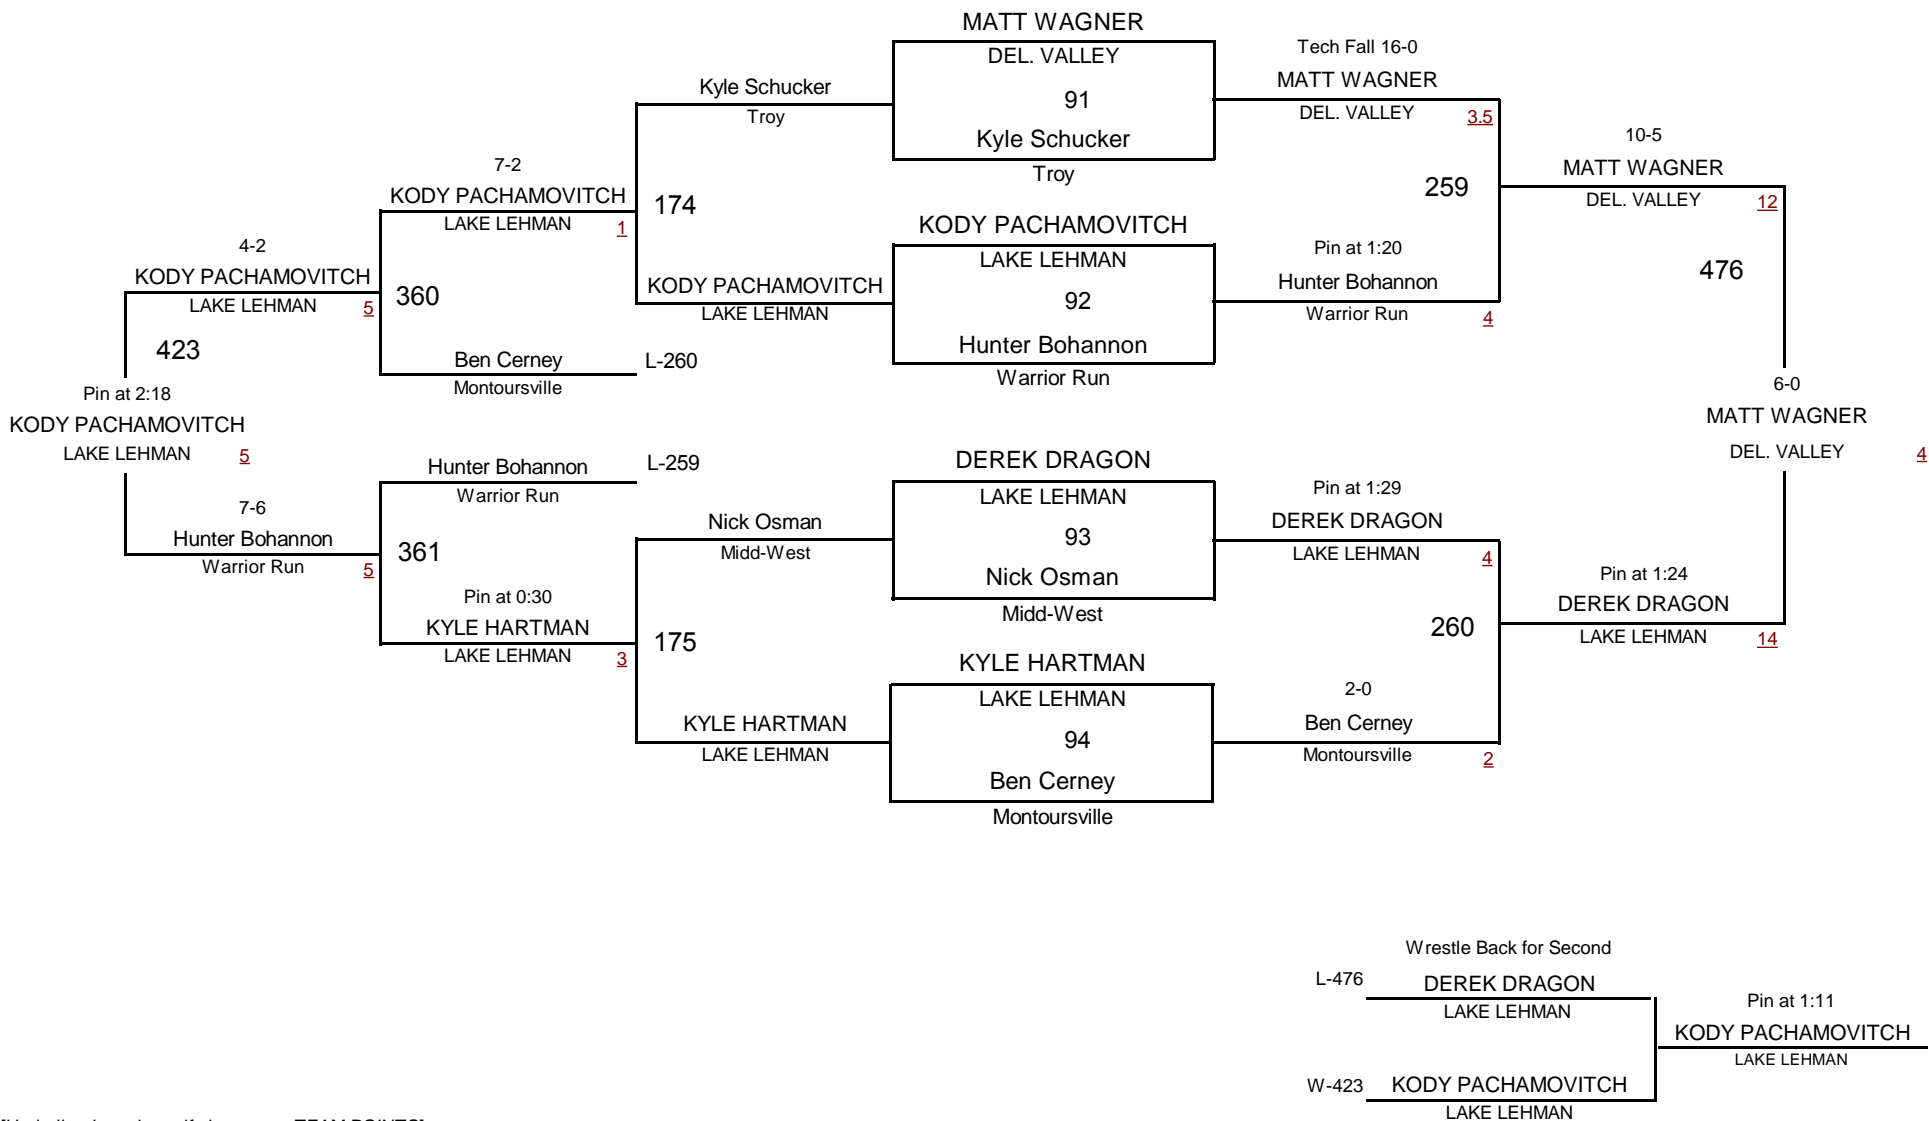 MATT WAGNER
DEL. VALLEY
91
Kyle Schucker
Troy
Kyle Schucker
Troy
Tech Fall 16-0
MATT WAGNER
DEL. VALLEY
3.5
10-5
MATT WAGNER
DEL. VALLEY
12
7-2
KODY PACHAMOVITCH
LAKE LEHMAN
1
174
259
KODY PACHAMOVITCH
LAKE LEHMAN
92
Hunter Bohannon
Warrior Run
4-2
KODY PACHAMOVITCH
LAKE LEHMAN
5
360
KODY PACHAMOVITCH
LAKE LEHMAN
Pin at 1:20
Hunter Bohannon
Warrior Run
4
476
423
Ben Cerney
Montoursville
L-260
Pin at 2:18
KODY PACHAMOVITCH
LAKE LEHMAN
5
6-0
MATT WAGNER
DEL. VALLEY
4
Hunter Bohannon
Warrior Run
L-259
DEREK DRAGON
LAKE LEHMAN
93
Nick Osman
Midd-West
7-6
Hunter Bohannon
Warrior Run
5
361
Nick Osman
Midd-West
Pin at 1:29
DEREK DRAGON
LAKE LEHMAN
4
Pin at 1:24
DEREK DRAGON
LAKE LEHMAN
14
Pin at 0:30
KYLE HARTMAN
LAKE LEHMAN
3
175
260
KYLE HARTMAN
LAKE LEHMAN
94
Ben Cerney
Montoursville
KYLE HARTMAN
LAKE LEHMAN
2-0
Ben Cerney
Montoursville
2
Wrestle Back for Second
L-476
DEREK DRAGON
LAKE LEHMAN
Pin at 1:11
KODY PACHAMOVITCH
LAKE LEHMAN
W-423
KODY PACHAMOVITCH
LAKE LEHMAN